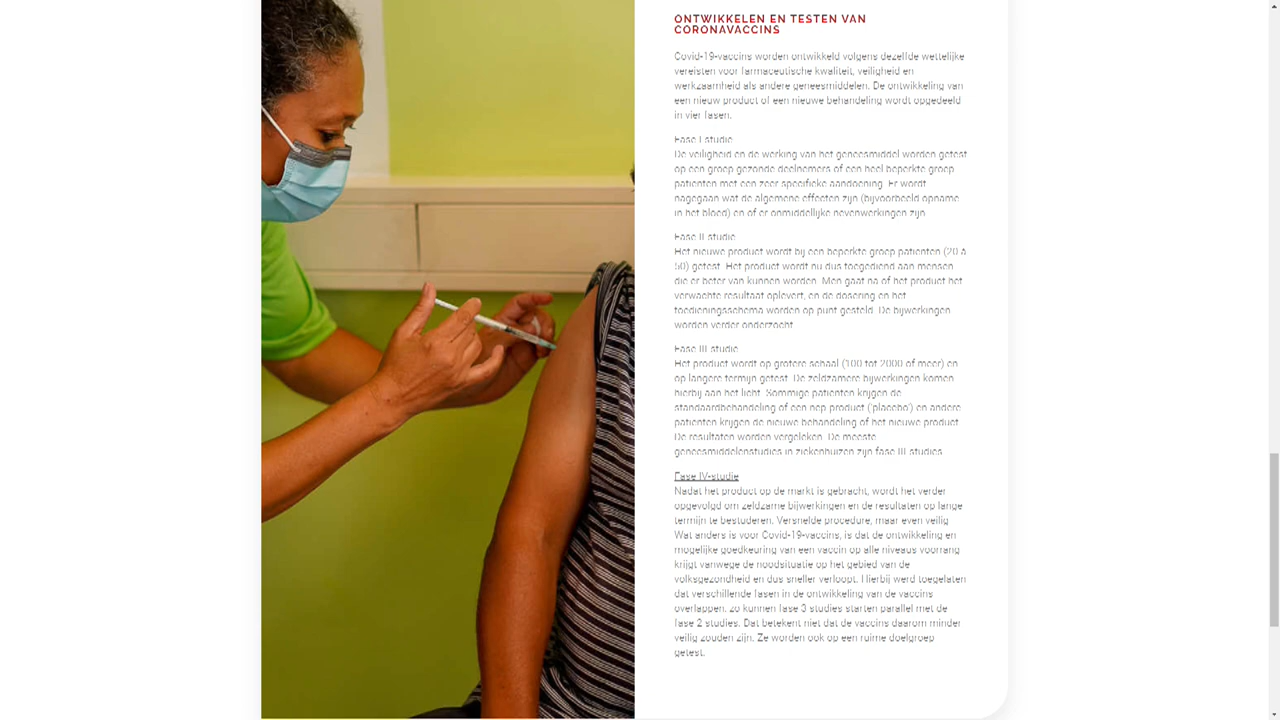 ONTWIKKELEN EN TESTEN VAN
CORONAVACCINS
Covid-19-vaccins worden ontwikkeld volgens dezelfde wettelijke
vereisten voor farmaceutische kwaliteit, veiligheid en
werkzaamheid als andere geneesmiddelen. De ontwikkeling van
een nieuw product of een nieuwe behandeling wordt opgedeeld
in vier fasen.
Fase I studie
De veiligheid en de werking van het geneesmiddel worden getest
op een groep gezonde deelnemers of een heel beperkte groep
patiënten met een zeer specifieke aandoening. Er wordt
nagegaan wat de algemene effecten zijn (bijvoorbeeld opname
in het bloed) en of er onmiddellijke nevenwerkingen zijn.
Fase II studie
Het nieuwe product wordt bij een beperkte groep patiënten (20 à
50) getest. Het product wordt nu dus toegediend aan mensen
die er beter van kunnen worden. Men gaat na of het product het
verwachte resultaat oplevert, en de dosering en het
toedieningsschema worden op punt gesteld. De bijwerkingen
worden verder onderzocht.
Fase III studie
Het product wordt op grotere schaal (100 tot 2000 of meer) en
op langere termijn getest. De zeldzamere bijwerkingen komen
hierbij aan het licht. Sommige patiënten krijgen de
standaardbehandeling of een nep product ('placebo') en andere
patiënten krijgen de nieuwe behandeling of het nieuwe product.
De resultaten worden vergeleken. De meeste
geneesmiddelenstudies in ziekenhuizen zijn fase III studies.
Fase IV-studie
Nadat het product op de markt is gebracht, wordt het verder
opgevolgd om zeldzame bijwerkingen en de resultaten op lange
termijn te bestuderen. Versnelde procedure, maar even veilig
Wat anders is voor Covid-19-vaccins, is dat de ontwikkeling en
mogelijke goedkeuring van een vaccin op alle niveaus voorrang
krijgt vanwege de noodsituatie op het gebied van de
volksgezondheid en dus sneller verloopt. Hierbij werd toegelaten
dat verschillende fasen in de ontwikkeling van de vaccins
overlappen. zo kunnen fase 3 studies starten parallel met de
fase 2 studies. Dat betekent niet dat de vaccins daarom minder
veilig zouden zijn. Ze worden ook op een ruime doelgroep
getest.